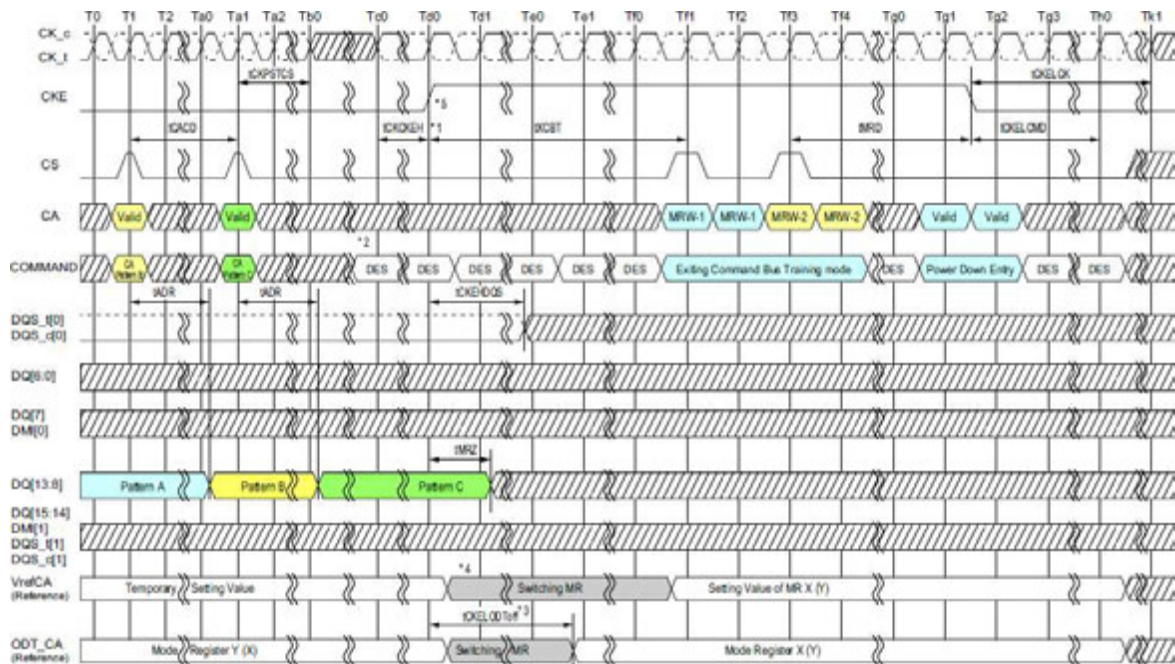 T0 T1 T2 Ta0 Ta1 Ta2 Tb0 Tc0 Td0 Td1 Te0 Te1 Tf0 Tf1 Tf2 Tf3 Tf4 Tg0 Tg1 Tg2 Tg3 Th0 Tk1
CK_c
CK_t
tCKPSTCS
tCKELCK
CKE
*5
tCACD
tCKCKEH
*1
tXCBT
tMRD
tCKELCMD
CS
CA
Valid
Valid
MRW-1
MRW-1
MRW-2
MRW-2
Valid
Valid
*2
COMMAND
CA Pattern B
CA Pattern C
DES
DES
DES
DES
DES
DES
Exiting Command Bus Training mode
DES
Power Down Entry
DES
DES
tADR
tADR
tCKEHDQS
DQS_t[0]
DQS_c[0]
DQ[6:0]
DQ[7]
DMI[0]
tMRZ
DQ[13:8]
Pattern A
Pattern B
Pattern C
DQ[15:14]
DMI[1]
DQS_t[1]
DQS_c[1]
*4
VrefCA
(Reference)
Temporary Setting Value
Switching MR
Setting Value of MR X (Y)
tCKELODToff *3
ODT_CA
(Reference)
Mode Register Y (X)
Switching MR
Mode Register X (Y)